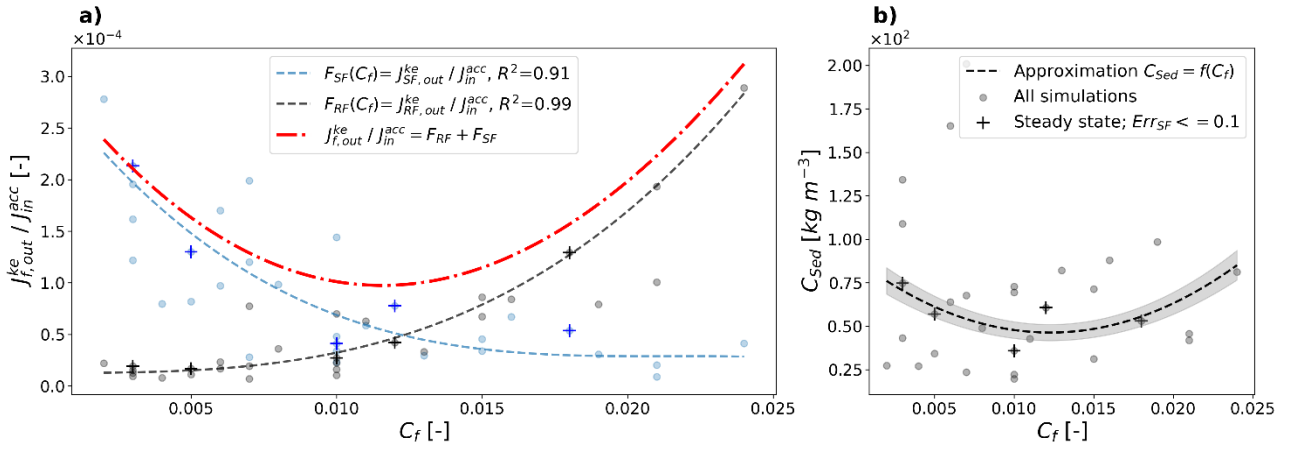 a)
×10⁻⁴
3.0
2.5
2.0
1.5
1.0
0.5
0.0
J^{ke}_{f,out} / J^{acc}_{in} [-]
F_{SF}(C_f)= J^{ke}_{SF,out} / J^{acc}_{in}, R²=0.91
F_{RF}(C_f)= J^{ke}_{RF,out} / J^{acc}_{in}, R²=0.99
J^{ke}_{f,out} / J^{acc}_{in} = F_{RF} + F_{SF}
0.005 0.010 0.015 0.020 0.025
C_f [-]
b)
×10²
2.00
1.75
1.50
1.25
1.00
0.75
0.50
0.25
C_{Sed} [kg m⁻³]
Approximation C_{Sed} = f(C_f)
All simulations
Steady state; Err_{SF} <= 0.1
0.005 0.010 0.015 0.020 0.025
C_f [-]